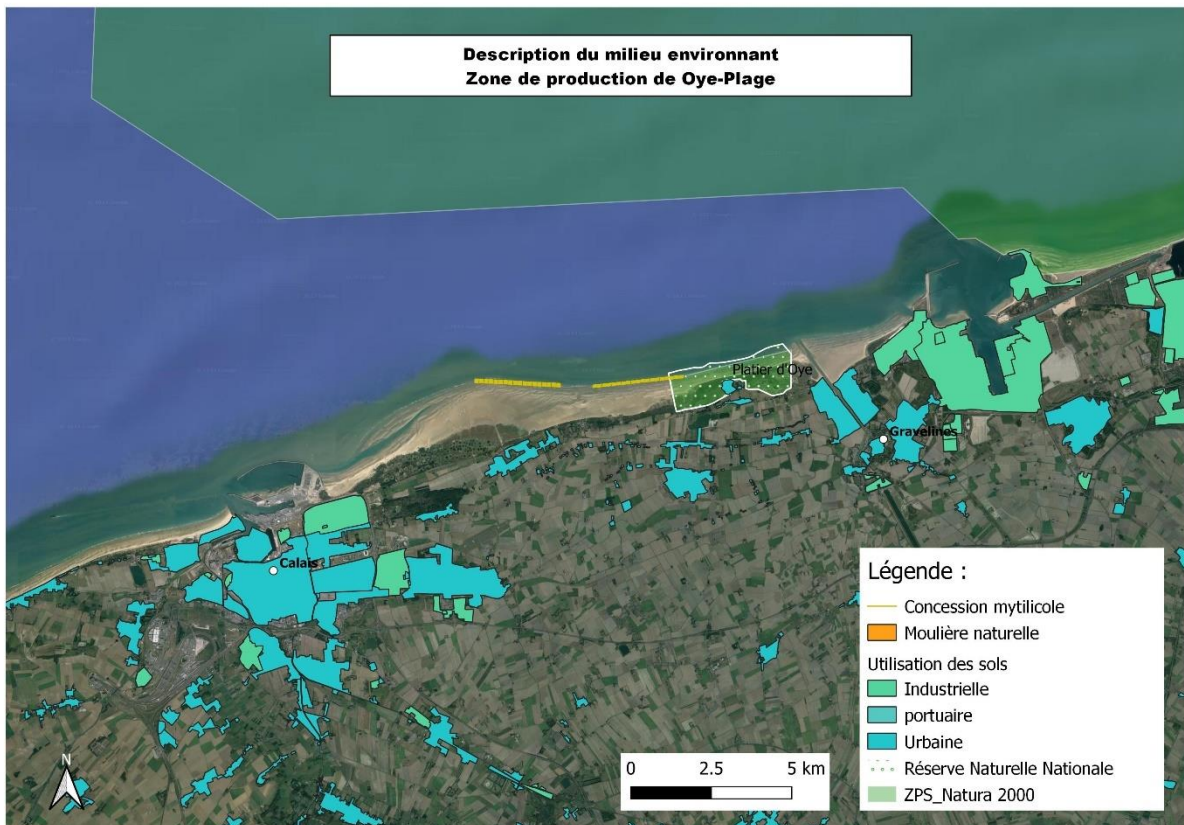 Description du milieu environnant
Zone de production de Oye-Plage
Platier d'Oye
Gravelines
Calais
Légende :
Concession mytilicole
Moulière naturelle
Utilisation des sols
Industrielle
portuaire
Urbaine
Réserve Naturelle Nationale
ZPS_Natura 2000
0 2.5 5 km
N